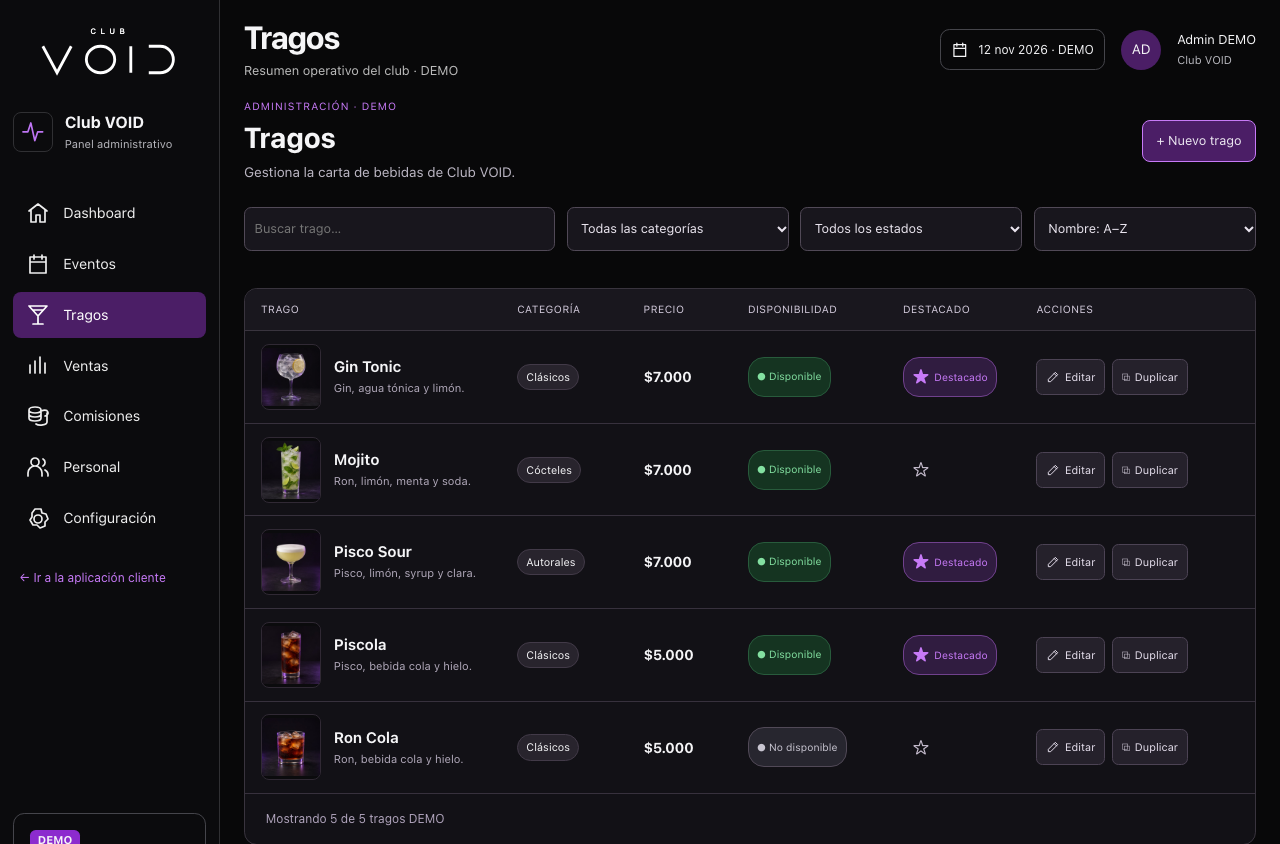 CLUB
VOID
Club VOID
Panel administrativo
Dashboard
Eventos
Tragos
Ventas
Comisiones
Personal
Configuración
← Ir a la aplicación cliente
DEMO
Tragos
Resumen operativo del club · DEMO
12 nov 2026 · DEMO
AD
Admin DEMO
Club VOID
ADMINISTRACIÓN · DEMO
Tragos
Gestiona la carta de bebidas de Club VOID.
+ Nuevo trago
Buscar trago...
Todas las categorías
Todos los estados
Nombre: A–Z
TRAGO CATEGORÍA PRECIO DISPONIBILIDAD DESTACADO ACCIONES
Gin Tonic
Gin, agua tónica y limón.
Clásicos
$7.000
Disponible
Destacado
Editar
Duplicar
Mojito
Ron, limón, menta y soda.
Cócteles
$7.000
Disponible
Editar
Duplicar
Pisco Sour
Pisco, limón, syrup y clara.
Autorales
$7.000
Disponible
Destacado
Editar
Duplicar
Piscola
Pisco, bebida cola y hielo.
Clásicos
$5.000
Disponible
Destacado
Editar
Duplicar
Ron Cola
Ron, bebida cola y hielo.
Clásicos
$5.000
No disponible
Editar
Duplicar
Mostrando 5 de 5 tragos DEMO